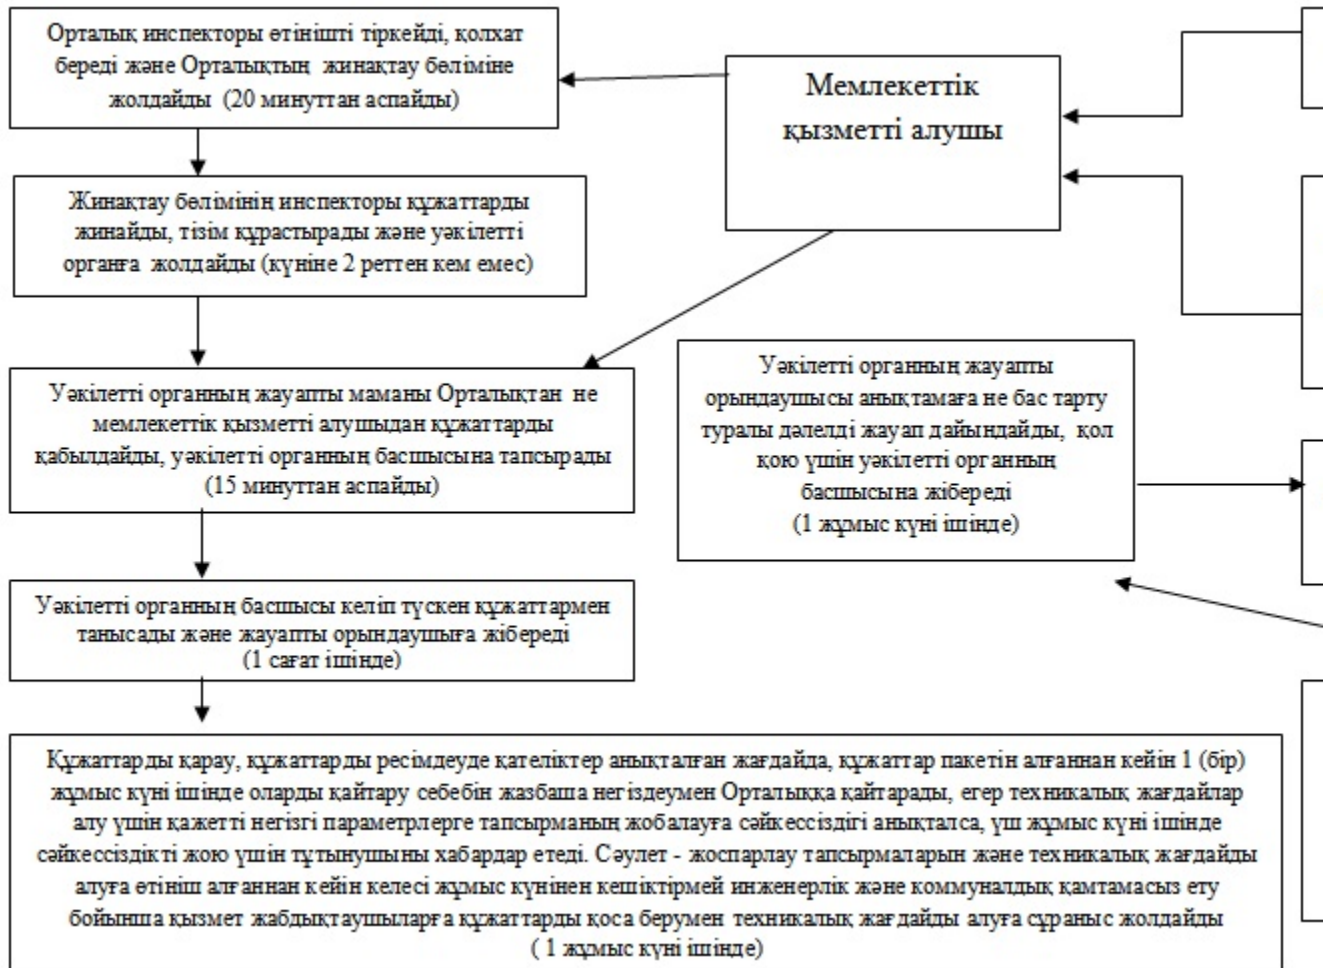 Орталық инспекторы өтінішті тіркейді, қолхат
береді және Орталықтың жинақтау бөліміне
жолдайды (20 минуттан аспайды)
Мемлекеттік
қызметті алушы
Жинақтау бөлімінің инспекторы құжаттарды
жинайды, тізім құрастырады және уәкілетті
органға жолдайды (күніне 2 реттен кем емес)
Уәкілетті органның жауапты маманы Орталықтан не
мемлекеттік қызметті алушыдан құжаттарды
қабылдайды, уәкілетті органның басшысына тапсырады
(15 минуттан аспайды)
Уәкілетті органның жауапты
орындаушысы анықтамаға не бас тарту
туралы дәлелді жауап дайындайды, қол
қою үшін уәкілетті органның
басшысына жібереді
(1 жұмыс күні ішінде)
Уәкілетті органның басшысы келіп түскен құжаттармен
танысады және жауапты орындаушыға жібереді
(1 сағат ішінде)
Құжаттарды қарау, құжаттарды ресімдеуде қателіктер анықталған жағдайда, құжаттар пакетін алғаннан кейін 1 (бір)
жұмыс күні ішінде оларды қайтару себебін жазбаша негіздеумен Орталыққа қайтарады, егер техникалық жағдайлар
алу үшін қажетті негізгі параметрлерге тапсырманың жобалауға сәйкессіздігі анықталса, үш жұмыс күні ішінде
сәйкессіздікті жою үшін тұтынушыны хабардар етеді. Сәулет - жоспарлау тапсырмаларын және техникалық жағдайды
алуға өтініш алғаннан кейін келесі жұмыс күнінен кешіктірмей инженерлік және коммуналдық қамтамасыз ету
бойынша қызмет жабдықтаушыларға құжаттарды қоса берумен техникалық жағдайды алуға сұраныс жолдайды
( 1 жұмыс күні ішінде)